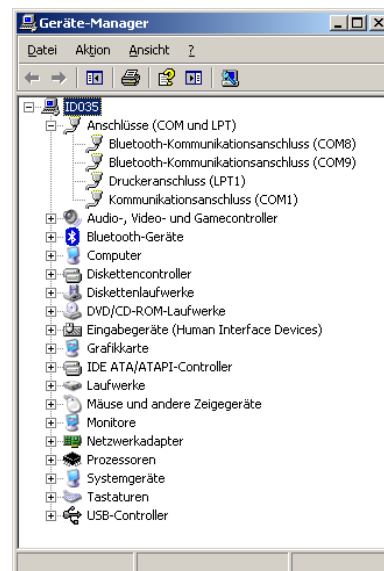 Geräte-Manager
Datei Aktion Ansicht ?
ID035
Anschlüsse (COM und LPT)
Bluetooth-Kommunikationsanschluss (COM8)
Bluetooth-Kommunikationsanschluss (COM9)
Druckeranschluss (LPT1)
Kommunikationsanschluss (COM1)
Audio-, Video- und Gamecontroller
Bluetooth-Geräte
Computer
Diskettencontroller
Diskettenlaufwerke
DVD/CD-ROM-Laufwerke
Eingabegeräte (Human Interface Devices)
Grafikkarte
IDE ATA/ATAPI-Controller
Laufwerke
Mäuse und andere Zeigegeräte
Monitore
Netzwerkadapter
Prozessoren
Systemgeräte
Tastaturen
USB-Controller